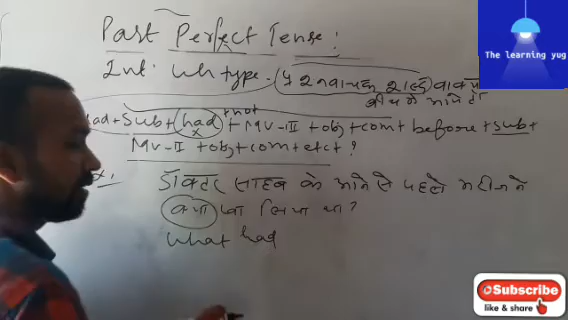 Past Perfect Tense:
Int: Wh type: (प्रश्नवाचक शब्द) वाक्य
बीच में आये तो
had + Sub + (had) + not + MV-III + obj + com + before + sub +
MV-II + obj + com + etc + ?
Ex:- डॉक्टर साहब के आने से पहले मरीज ने
क्या खा लिया था?
What had
The learning yug
Subscribe
like & share